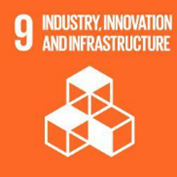 9 INDUSTRY, INNOVATION
AND INFRASTRUCTURE